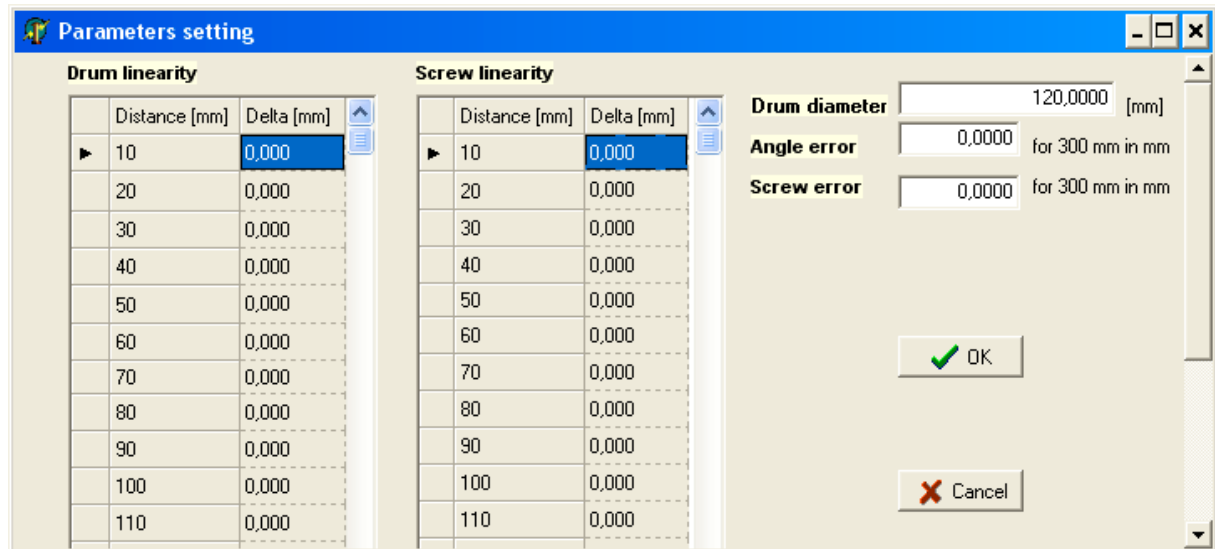 Parameters setting
Drum linearity
Distance [mm] Delta [mm]
10 0,000
20 0,000
30 0,000
40 0,000
50 0,000
60 0,000
70 0,000
80 0,000
90 0,000
100 0,000
110 0,000
Screw linearity
Distance [mm] Delta [mm]
10 0,000
20 0,000
30 0,000
40 0,000
50 0,000
60 0,000
70 0,000
80 0,000
90 0,000
100 0,000
110 0,000
Drum diameter 120,0000 [mm]
Angle error 0,0000 for 300 mm in mm
Screw error 0,0000 for 300 mm in mm
OK
Cancel